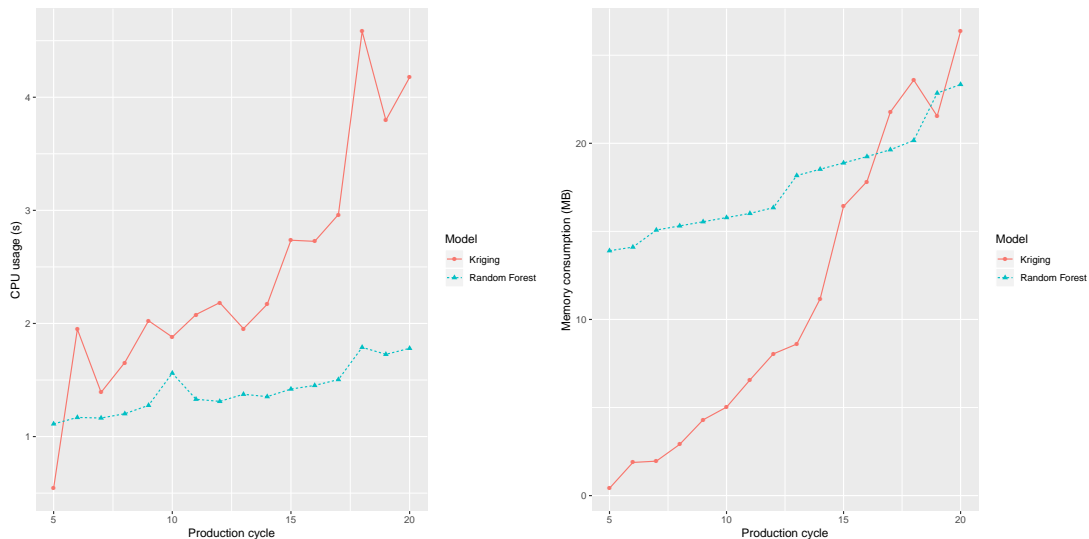 CPU usage (s)
4
3
2
1
5
10
15
20
Production cycle
Model
Kriging
Random Forest
Memory consumption (MB)
20
10
0
5
10
15
20
Production cycle
Model
Kriging
Random Forest